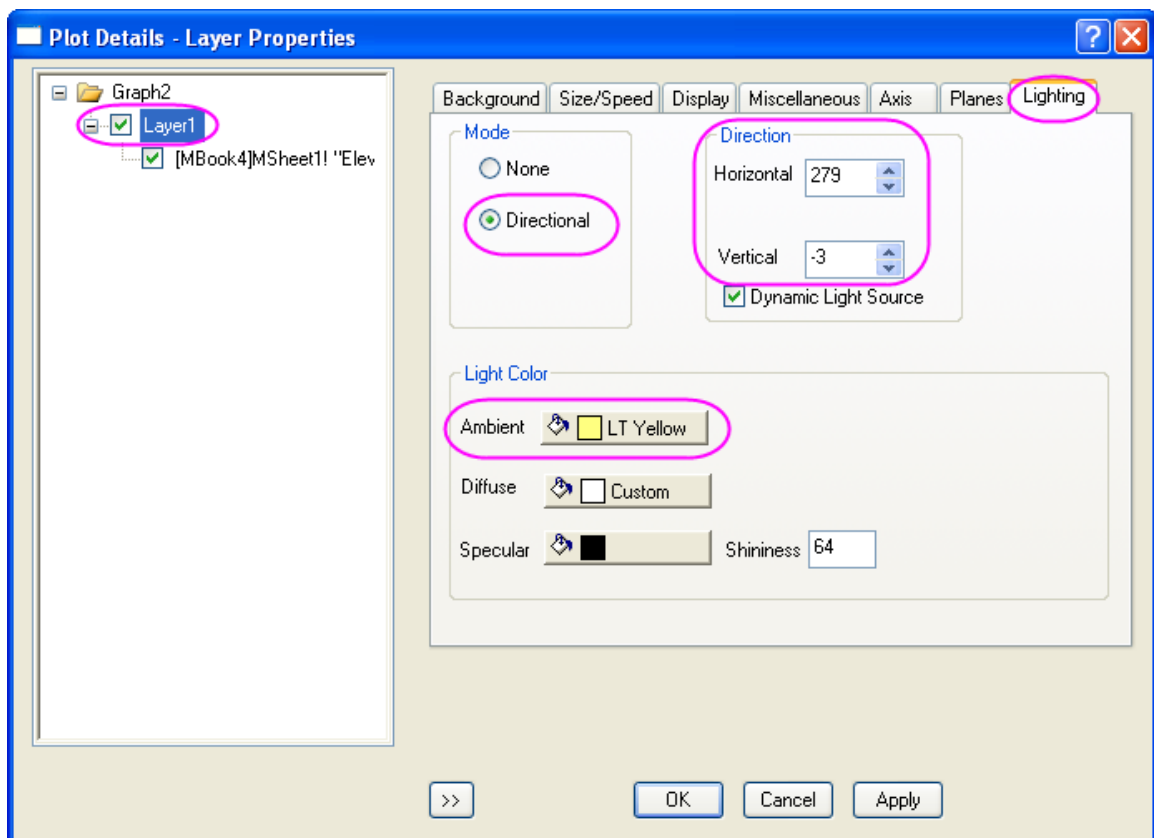 Plot Details - Layer Properties
Graph2
Layer1
[MBook4]MSheet1! "Elev
Background Size/Speed Display Miscellaneous Axis Planes Lighting
Mode
None
Directional
Direction
Horizontal 279
Vertical -3
Dynamic Light Source
Light Color
Ambient LT Yellow
Diffuse Custom
Specular Shininess 64
>> OK Cancel Apply